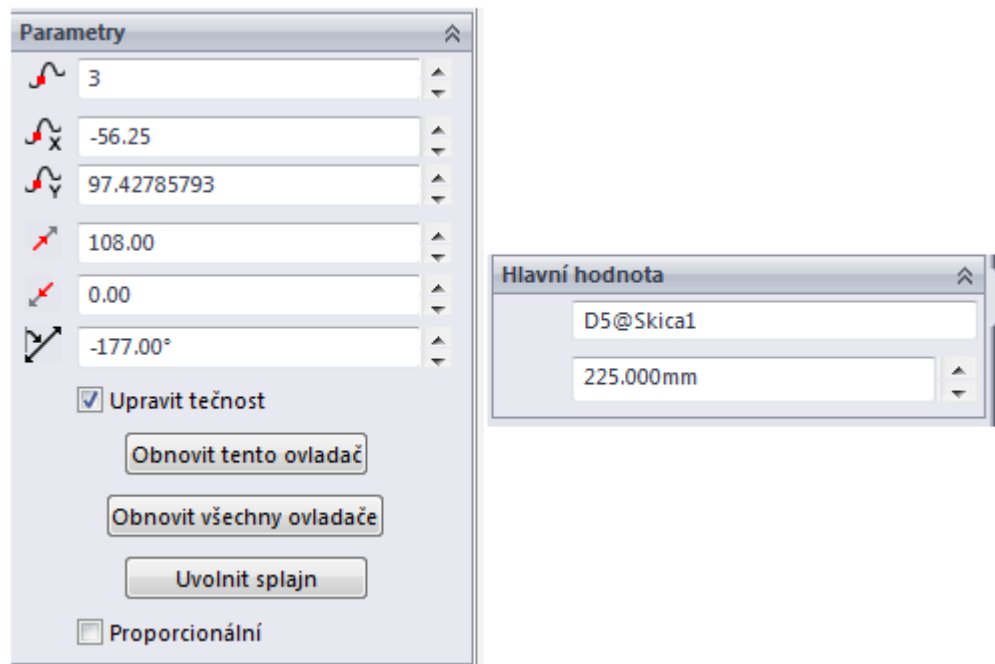 Parametry
3
X
-56.25
Y
97.42785793
108.00
0.00
-177.00°
Upravit tečnost
Obnovit tento ovladač
Obnovit všechny ovladače
Uvolnit splajn
Proporcionální
Hlavní hodnota
D5@Skica1
225.000mm